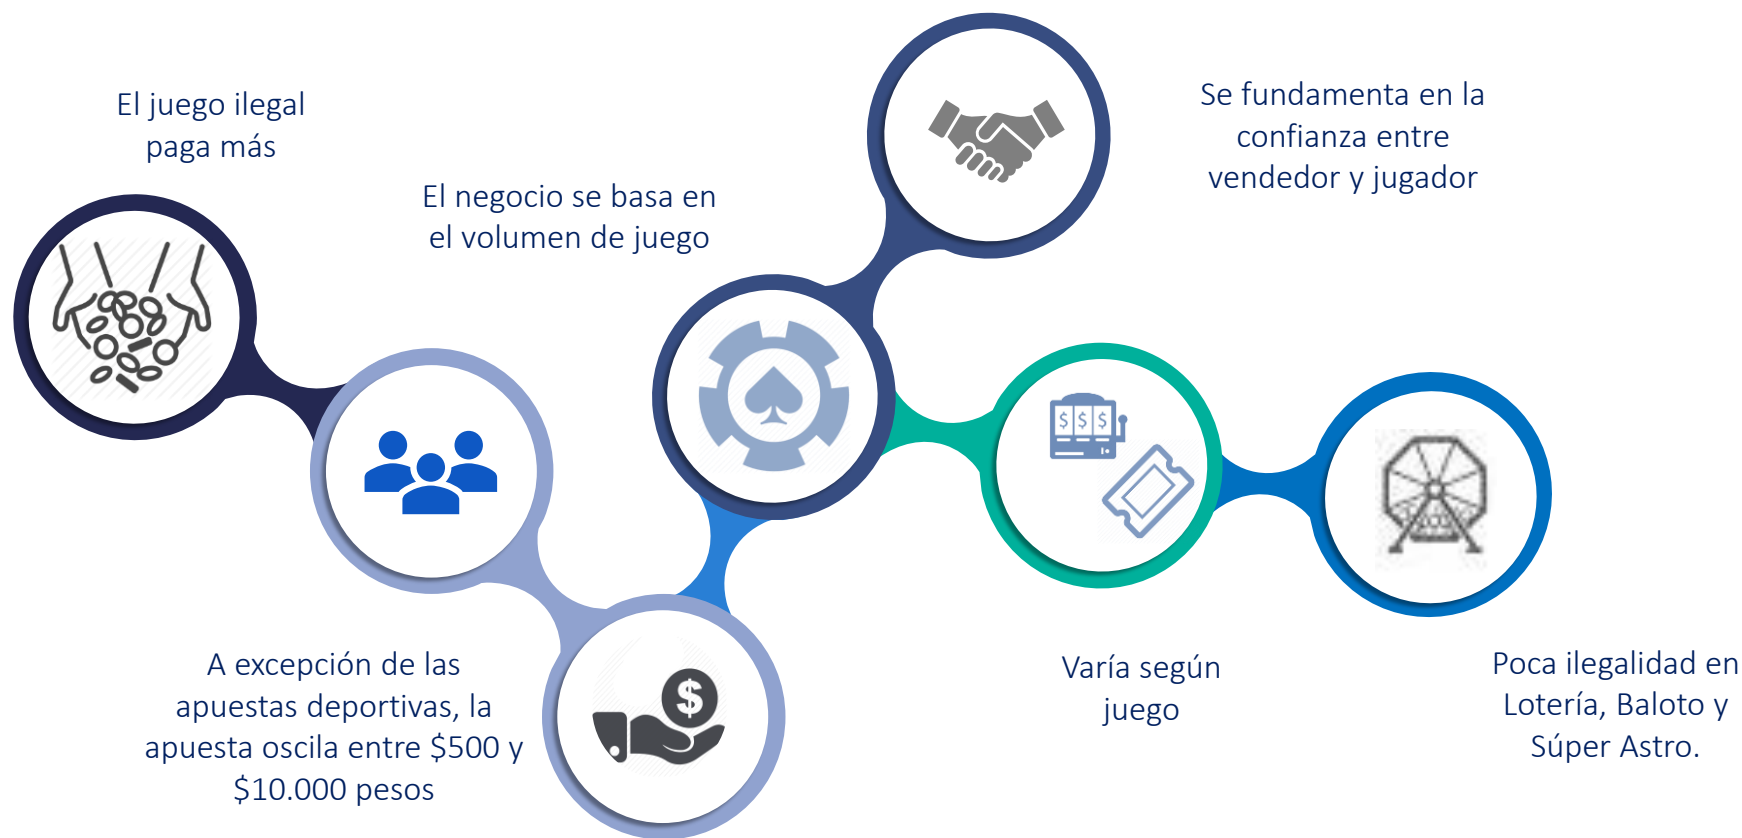 El juego ilegal
paga más
El negocio se basa en
el volumen de juego
Se fundamenta en la
confianza entre
vendedor y jugador
$ $ $
$
A excepción de las
apuestas deportivas, la
apuesta oscila entre $500 y
$10.000 pesos
Varía según
juego
Poca ilegalidad en
Lotería, Baloto y
Súper Astro.